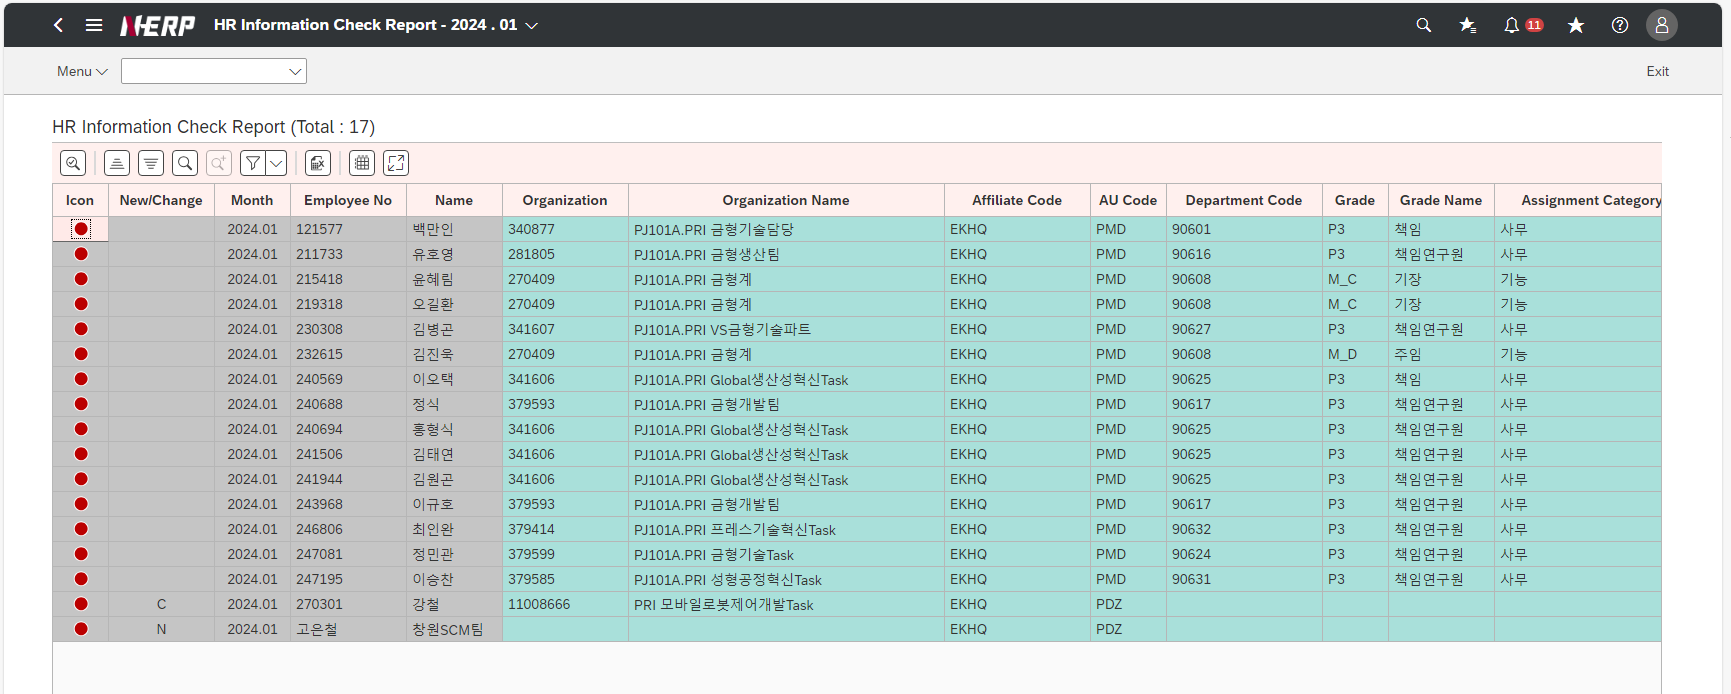 NERP HR Information Check Report - 2024 . 01 11
Menu Exit
HR Information Check Report (Total : 17)
Icon New/Change Month Employee No Name Organization Organization Name Affiliate Code AU Code Department Code Grade Grade Name Assignment Category
2024.01 121577 백만인 340877 PJ101A.PRI 금형기술담당 EKHQ PMD 90601 P3 책임 사무
2024.01 211733 유호영 281805 PJ101A.PRI 금형생산팀 EKHQ PMD 90616 P3 책임연구원 사무
2024.01 215418 윤혜림 270409 PJ101A.PRI 금형계 EKHQ PMD 90608 M_C 기장 기능
2024.01 219318 오길환 270409 PJ101A.PRI 금형계 EKHQ PMD 90608 M_C 기장 기능
2024.01 230308 김병곤 341607 PJ101A.PRI VS금형기술파트 EKHQ PMD 90627 P3 책임연구원 사무
2024.01 232615 김진욱 270409 PJ101A.PRI 금형계 EKHQ PMD 90608 M_D 주임 기능
2024.01 240569 이오택 341606 PJ101A.PRI Global생산성혁신Task EKHQ PMD 90625 P3 책임 사무
2024.01 240688 정식 379593 PJ101A.PRI 금형개발팀 EKHQ PMD 90617 P3 책임연구원 사무
2024.01 240694 홍형식 341606 PJ101A.PRI Global생산성혁신Task EKHQ PMD 90625 P3 책임연구원 사무
2024.01 241506 김태연 341606 PJ101A.PRI Global생산성혁신Task EKHQ PMD 90625 P3 책임연구원 사무
2024.01 241944 김원곤 341606 PJ101A.PRI Global생산성혁신Task EKHQ PMD 90625 P3 책임연구원 사무
2024.01 243968 이규호 379593 PJ101A.PRI 금형개발팀 EKHQ PMD 90617 P3 책임연구원 사무
2024.01 246806 최인완 379414 PJ101A.PRI 프레스기술혁신Task EKHQ PMD 90632 P3 책임연구원 사무
2024.01 247081 정민관 379599 PJ101A.PRI 금형기술Task EKHQ PMD 90624 P3 책임연구원 사무
2024.01 247195 이승찬 379585 PJ101A.PRI 성형공정혁신Task EKHQ PMD 90631 P3 책임연구원 사무
C 2024.01 270301 강철 11008666 PRI 모바일로봇제어개발Task EKHQ PDZ
N 2024.01 고은철 창원SCM팀 EKHQ PDZ